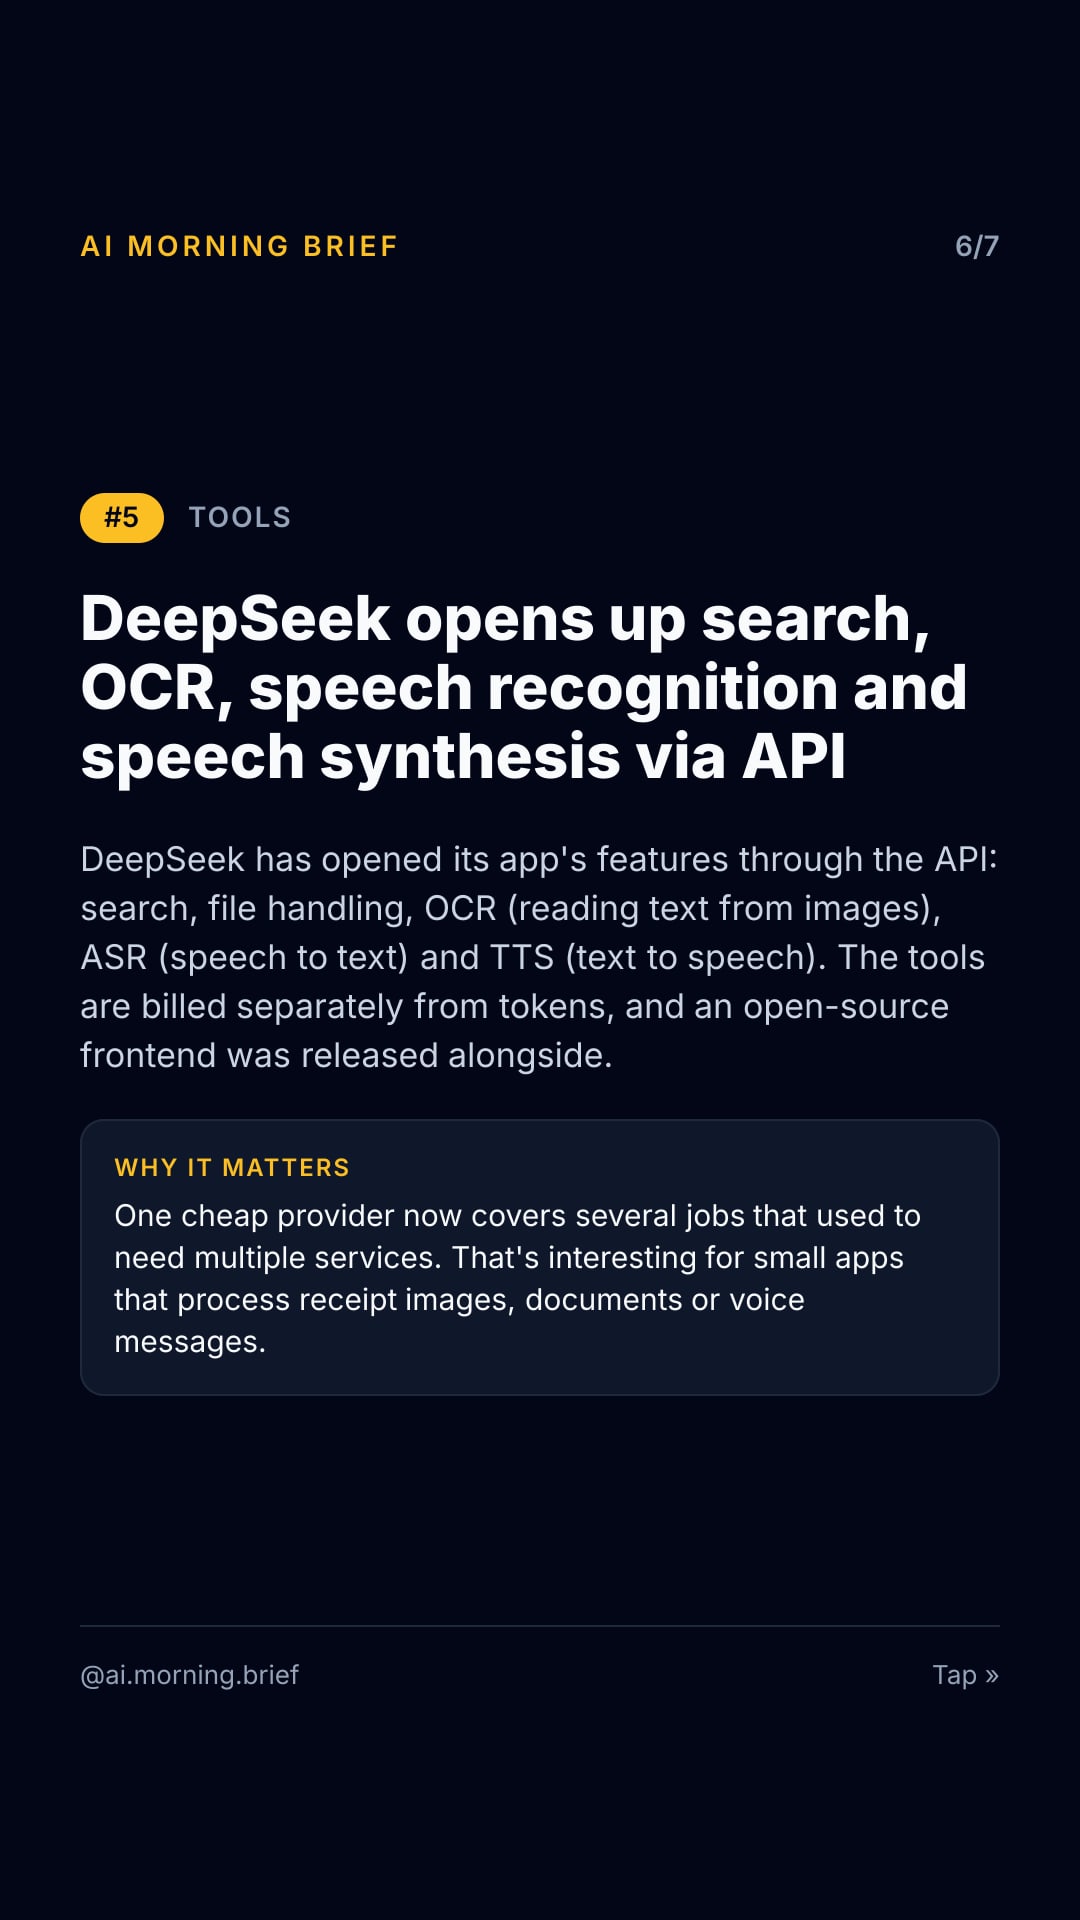 AI MORNING BRIEF
6/7
#5
TOOLS
DeepSeek opens up search,
OCR, speech recognition and
speech synthesis via API
DeepSeek has opened its app's features through the API:
search, file handling, OCR (reading text from images),
ASR (speech to text) and TTS (text to speech). The tools
are billed separately from tokens, and an open-source
frontend was released alongside.
WHY IT MATTERS
One cheap provider now covers several jobs that used to
need multiple services. That's interesting for small apps
that process receipt images, documents or voice
messages.
@ai.morning.brief
Tap »